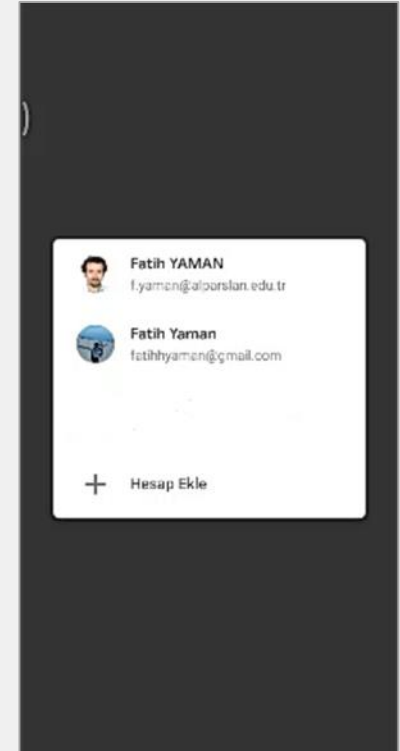 Fatih YAMAN
f.yaman@alparslan.edu.tr
Fatih Yaman
fatihhyaman@gmail.com
Hesap Ekle